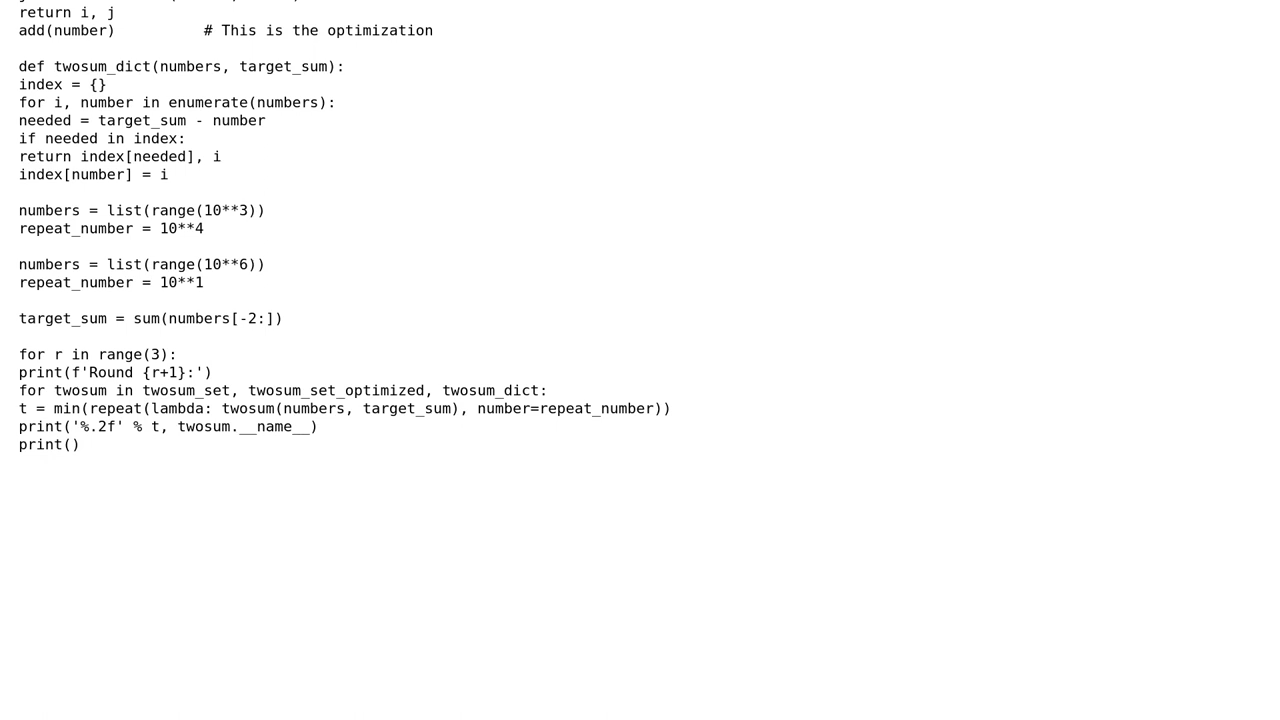 return i, j
add(number)          # This is the optimization

def twosum_dict(numbers, target_sum):
index = {}
for i, number in enumerate(numbers):
needed = target_sum - number
if needed in index:
return index[needed], i
index[number] = i

numbers = list(range(10**3))
repeat_number = 10**4

numbers = list(range(10**6))
repeat_number = 10**1

target_sum = sum(numbers[-2:])

for r in range(3):
print(f'Round {r+1}:')
for twosum in twosum_set, twosum_set_optimized, twosum_dict:
t = min(repeat(lambda: twosum(numbers, target_sum), number=repeat_number))
print('%.2f' % t, twosum.__name__)
print()